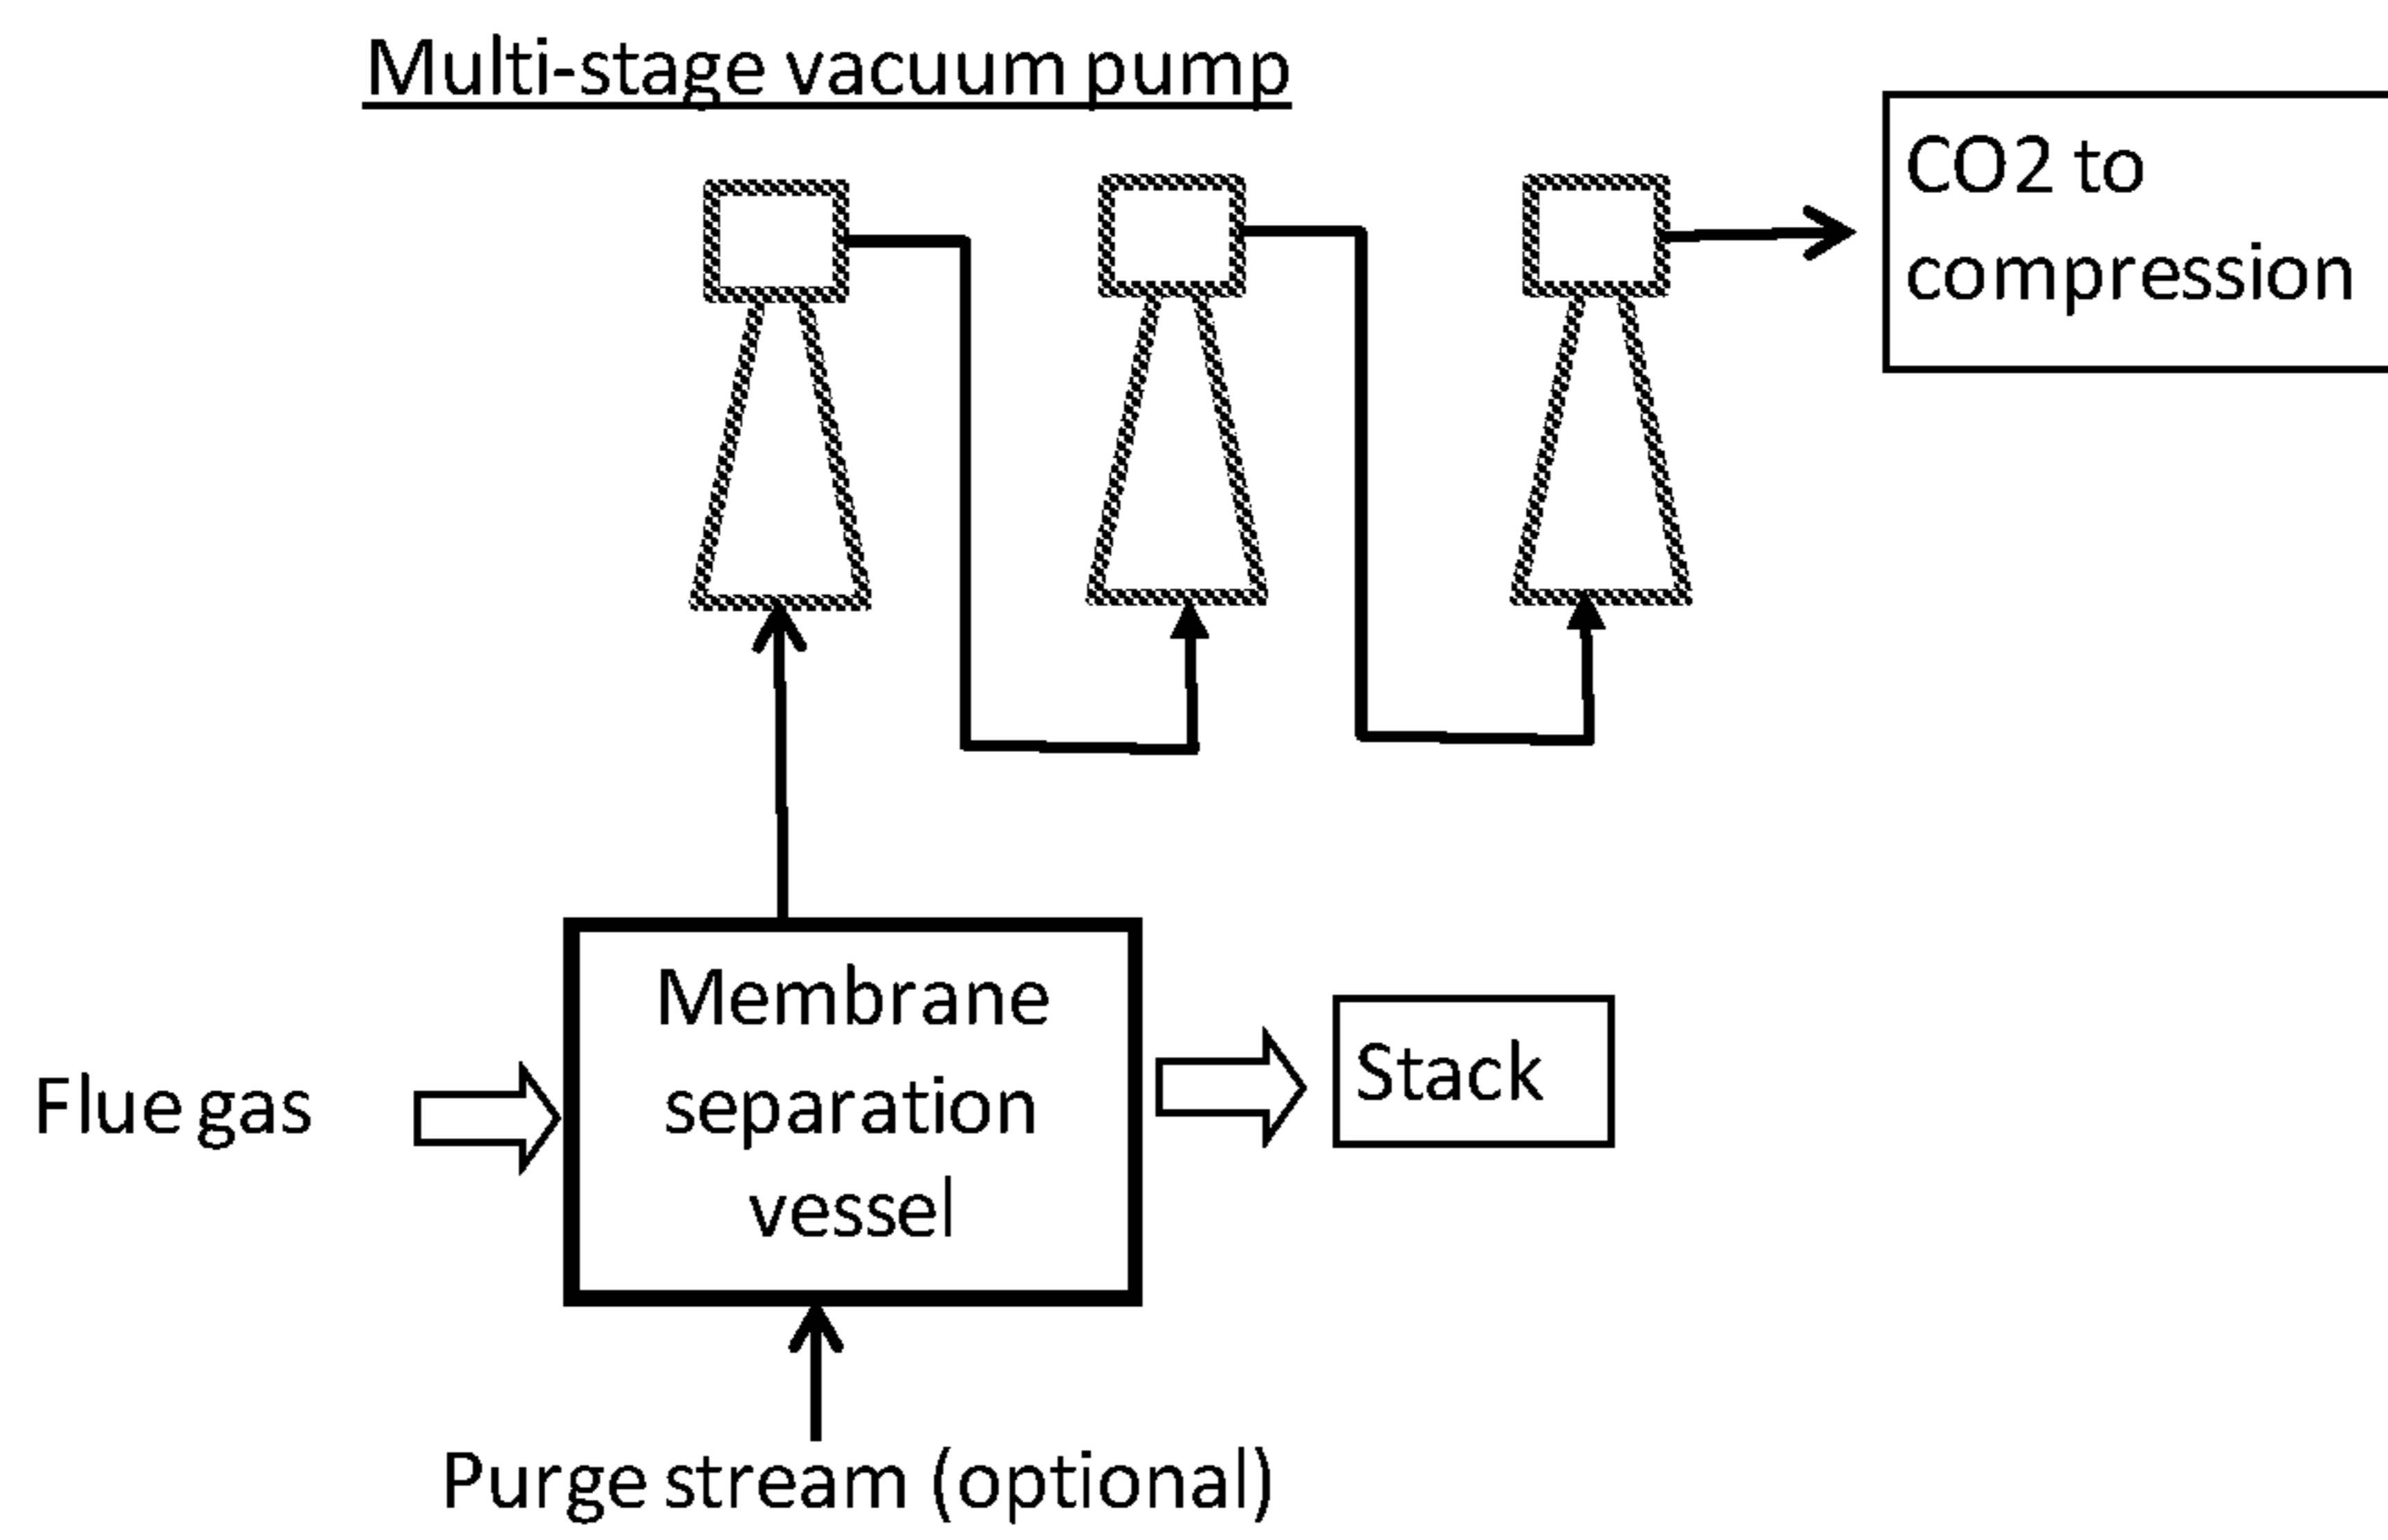 Multi-stage vacuum pump
CO2 to
compression
Membrane
separation
vessel
Flue gas
Stack
Purge stream (optional)